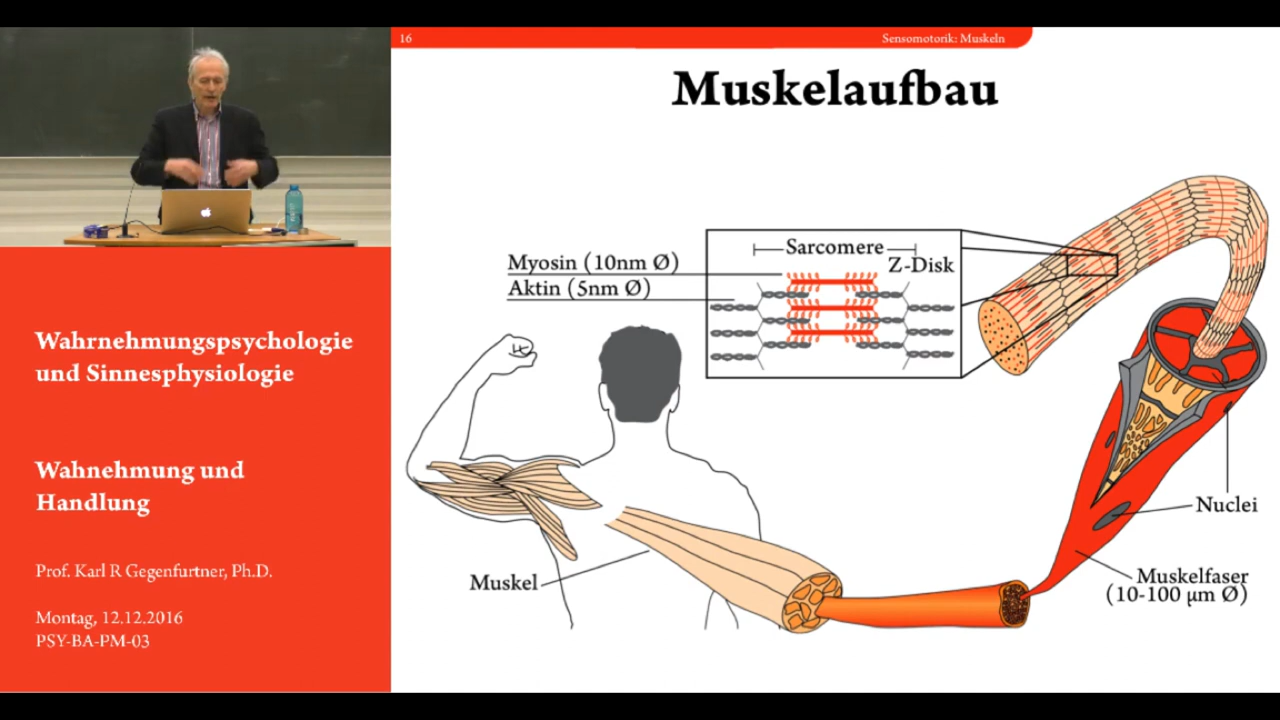 16
Sensomotorik: Muskeln
Muskelaufbau
Sarcomere
Z-Disk
Myosin (10nm Ø)
Aktin (5nm Ø)
Muskel
Nuclei
Muskelfaser
(10-100 µm Ø)
Wahrnehmungspsychologie
und Sinnesphysiologie
Wahnehmung und
Handlung
Prof. Karl R Gegenfurtner, Ph.D.
Montag, 12.12.2016
PSY-BA-PM-03